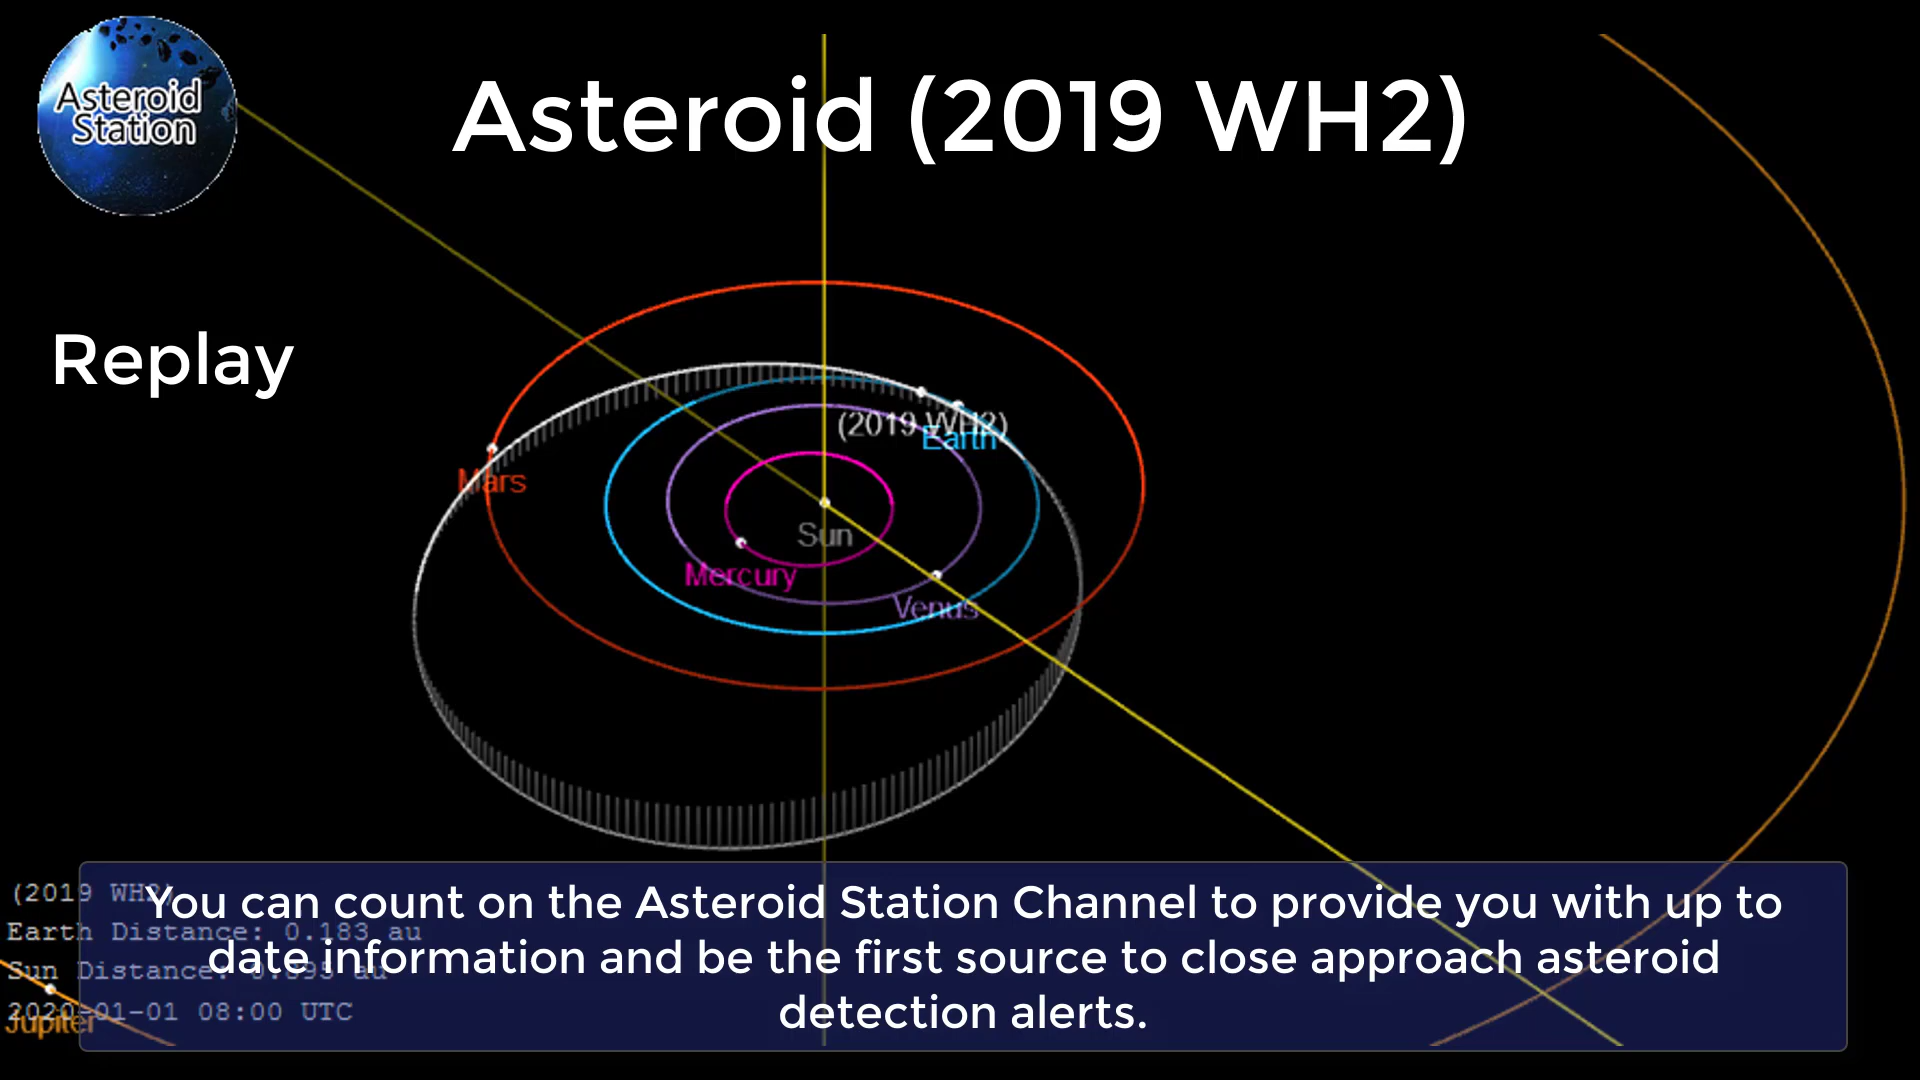 Asteroid
Station
Asteroid (2019 WH2)
Replay
(2019 WH2)
Earth
Mars
Sun
Mercury
Venus
(2019 WH2)
Earth Distance: 0.183 au
Sun Distance: au
2020-01-01 08:00 UTC
Jupiter
You can count on the Asteroid Station Channel to provide you with up to
date information and be the first source to close approach asteroid
detection alerts.